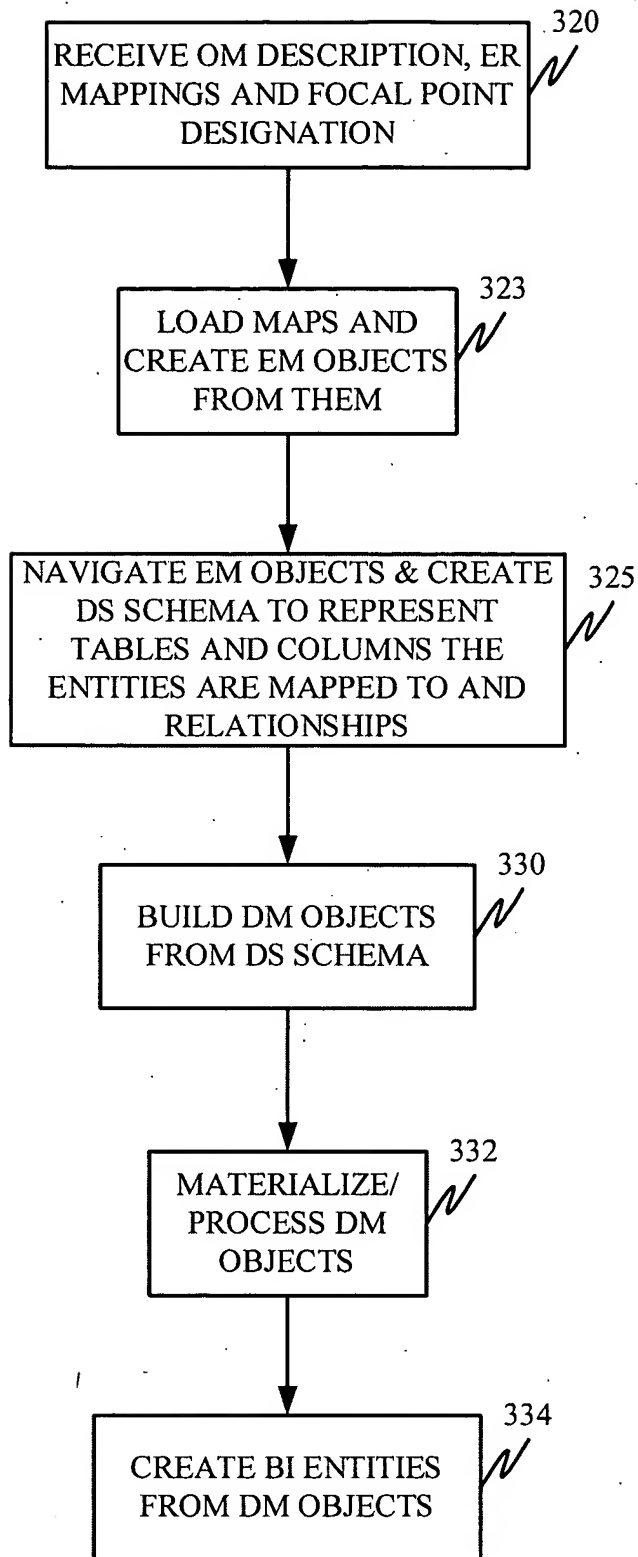 320
RECEIVE OM DESCRIPTION, ER
MAPPINGS AND FOCAL POINT
DESIGNATION
323
LOAD MAPS AND
CREATE EM OBJECTS
FROM THEM
325
NAVIGATE EM OBJECTS & CREATE
DS SCHEMA TO REPRESENT
TABLES AND COLUMNS THE
ENTITIES ARE MAPPED TO AND
RELATIONSHIPS
330
BUILD DM OBJECTS
FROM DS SCHEMA
332
MATERIALIZE/
PROCESS DM
OBJECTS
334
CREATE BI ENTITIES
FROM DM OBJECTS